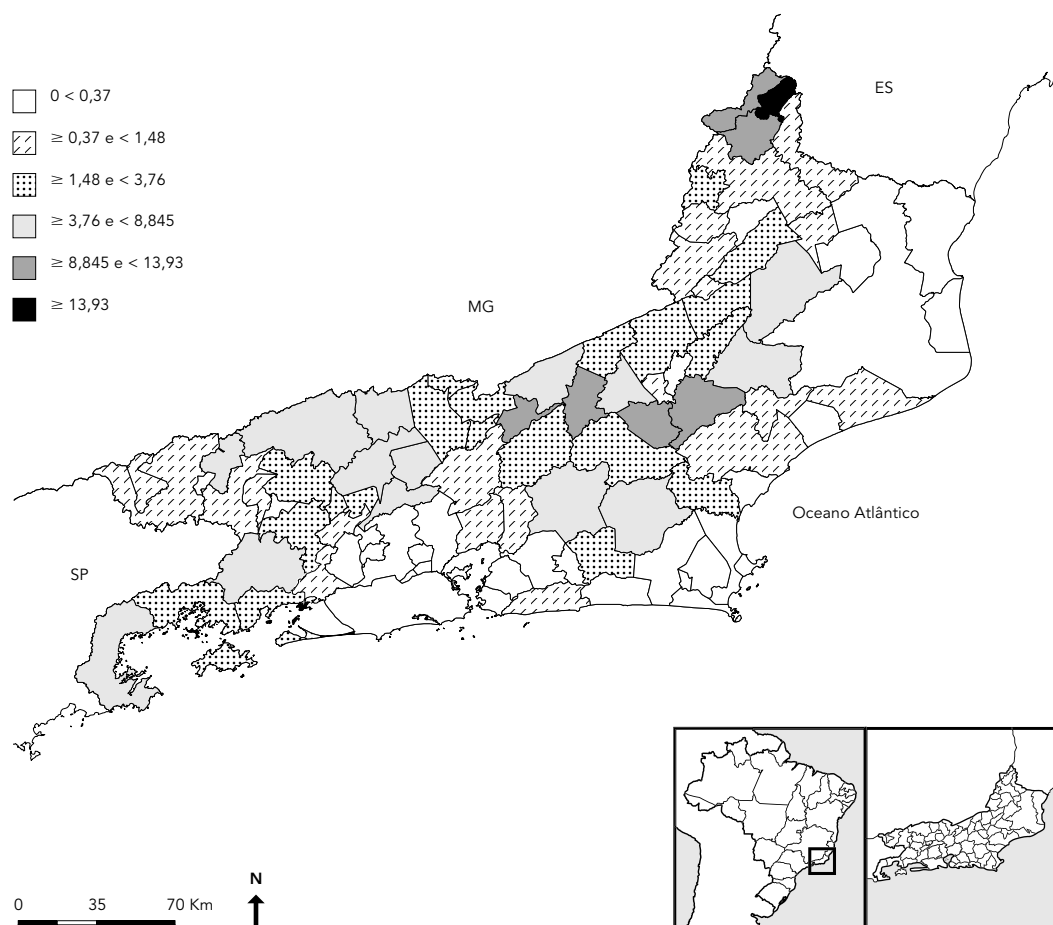 0 < 0,37
≥ 0,37 e < 1,48
≥ 1,48 e < 3,76
≥ 3,76 e < 8,845
≥ 8,845 e < 13,93
≥ 13,93
ES
MG
Oceano Atlântico
SP
N
0 35 70 Km